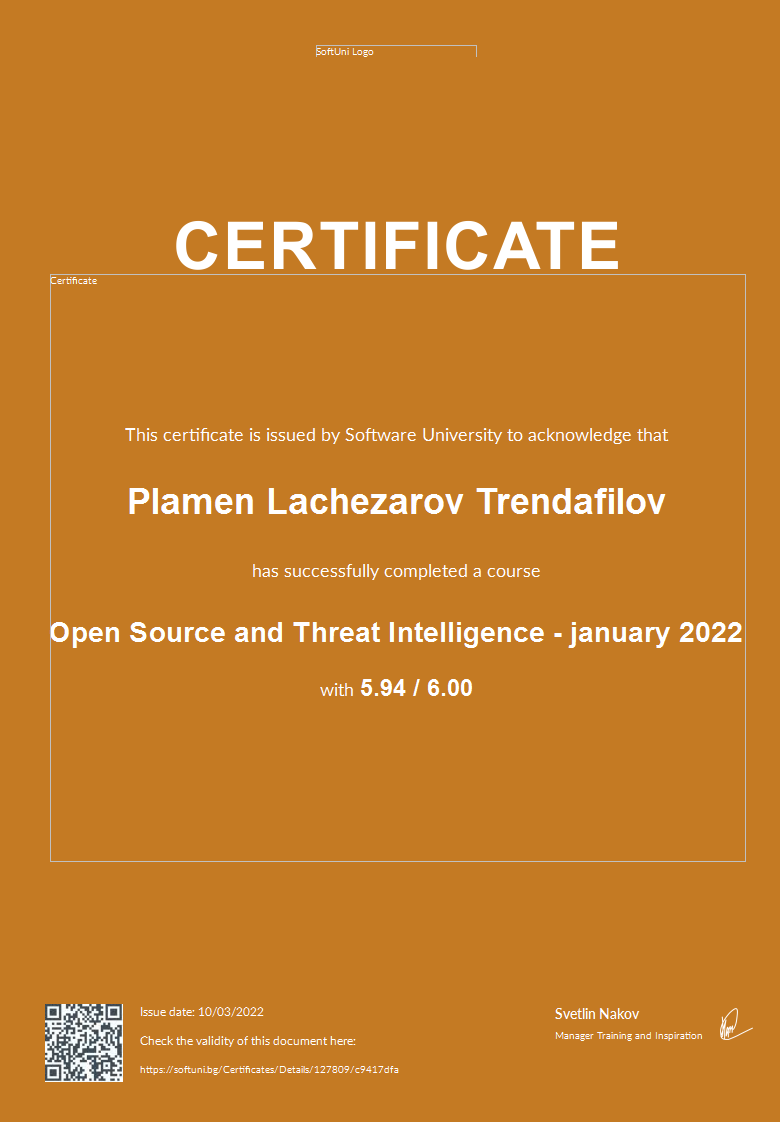 SoftUni Logo
CERTIFICATE
Certificate
This certificate is issued by Software University to acknowledge that
Plamen Lachezarov Trendafilov
has successfully completed a course
Open Source and Threat Intelligence - january 2022
with 5.94 / 6.00
Issue date: 10/03/2022
Check the validity of this document here:
https://softuni.bg/Certificates/Details/127809/c9417dfa
Svetlin Nakov
Manager Training and Inspiration